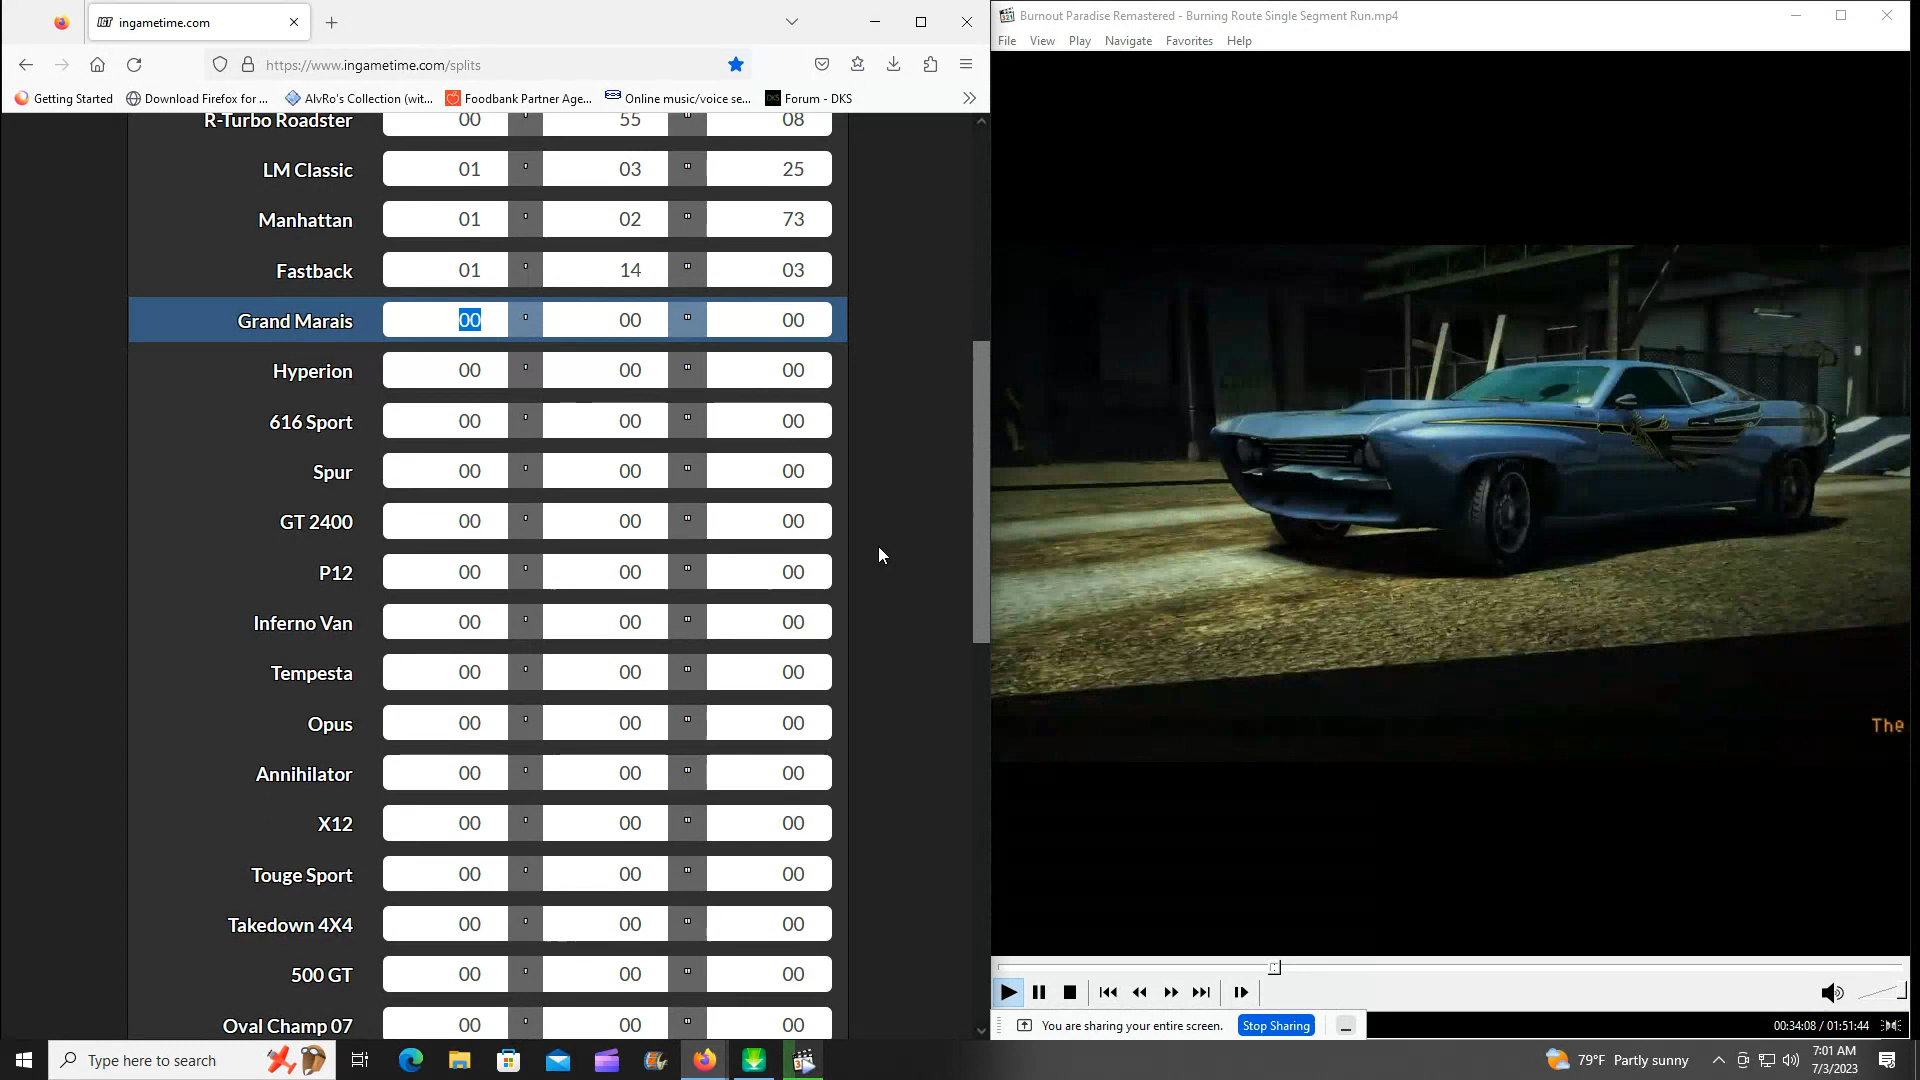 ingametime.com
Burnout Paradise Remastered - Burning Route Single Segment Run.mp4
File View Play Navigate Favorites Help
https://www.ingametime.com/splits
Getting Started
Download Firefox for ...
AlvRo's Collection (wit...
Foodbank Partner Age...
Online music/voice se...
Forum - DKS
R-Turbo Roadster 00 ' 55 " 08
LM Classic 01 ' 03 " 25
Manhattan 01 ' 02 " 73
Fastback 01 ' 14 " 03
Grand Marais 00 ' 00 " 00
Hyperion 00 ' 00 " 00
616 Sport 00 ' 00 " 00
Spur 00 ' 00 " 00
GT 2400 00 ' 00 " 00
P12 00 ' 00 " 00
Inferno Van 00 ' 00 " 00
Tempesta 00 ' 00 " 00
Opus 00 ' 00 " 00
Annihilator 00 ' 00 " 00
X12 00 ' 00 " 00
Touge Sport 00 ' 00 " 00
Takedown 4X4 00 ' 00 " 00
500 GT 00 ' 00 " 00
Oval Champ 07 00 ' 00 " 00
The
You are sharing your entire screen.
Stop Sharing
00:34:08 / 01:51:44
Type here to search
79°F Partly sunny
7:01 AM
7/3/2023